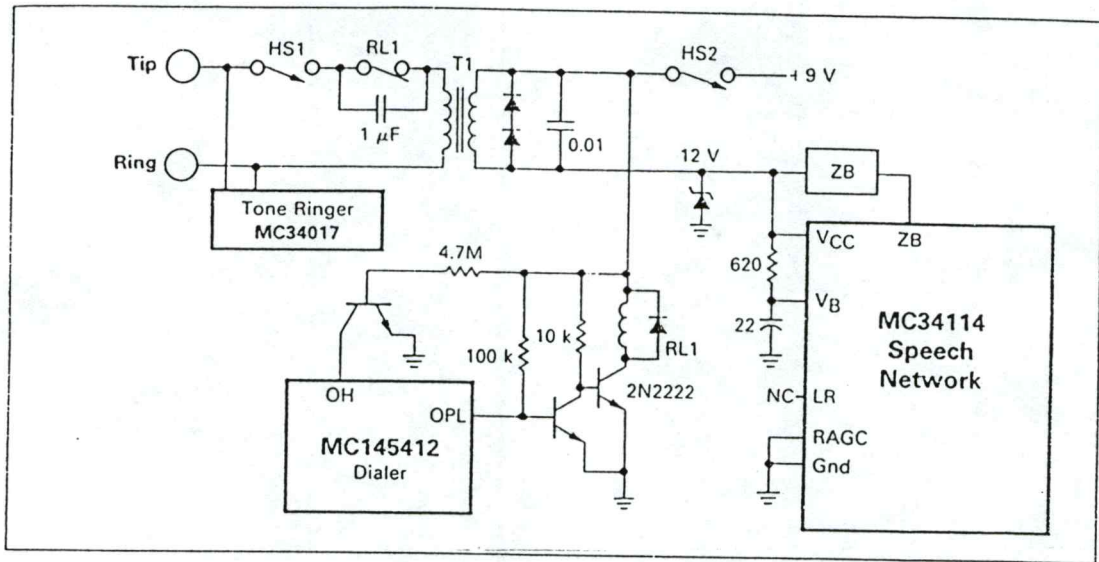 HS1
RL1
T1
HS2
Tip
+9 V
1 μF
0.01
Ring
12 V
ZB
Tone Ringer
MC34017
VCC
ZB
4.7M
620
VB
10 k
22
MC34114
Speech
Network
100 k
RL1
2N2222
NC
LR
OH
OPL
RAGC
MC145412
Dialer
Gnd